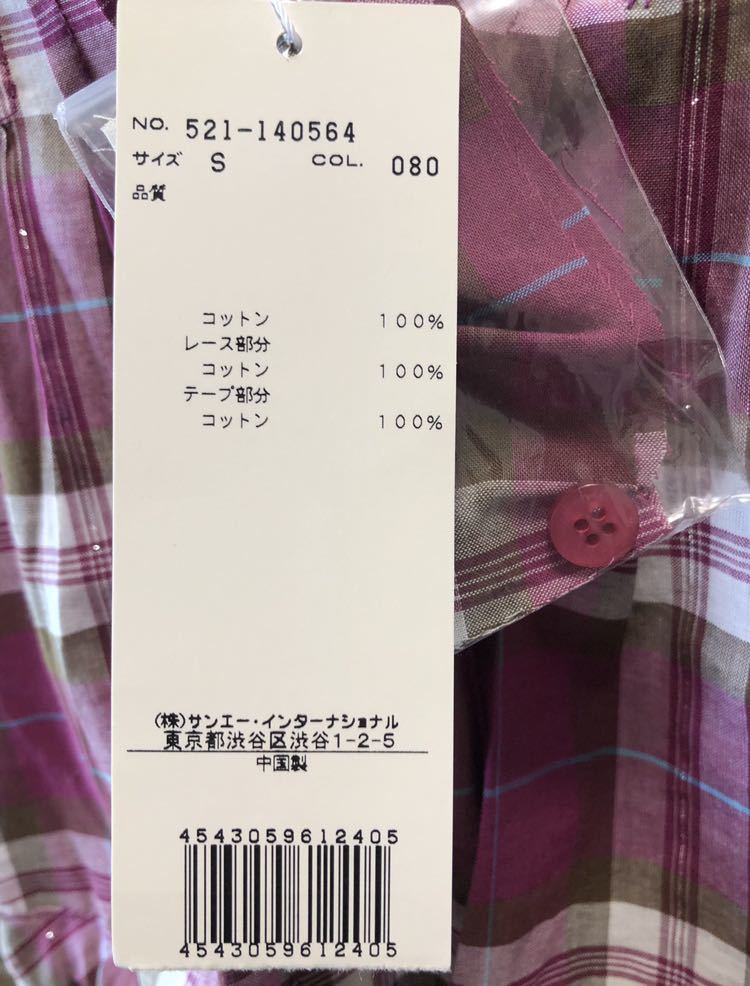 NO. 521-140564
サイズ S COL. 080
品質
コットン 100%
レース部分
コットン 100%
テープ部分
コットン 100%
(株)サンエー・インターナショナル
東京都渋谷区渋谷1-2-5
中国製
4543059612405
4543059612405